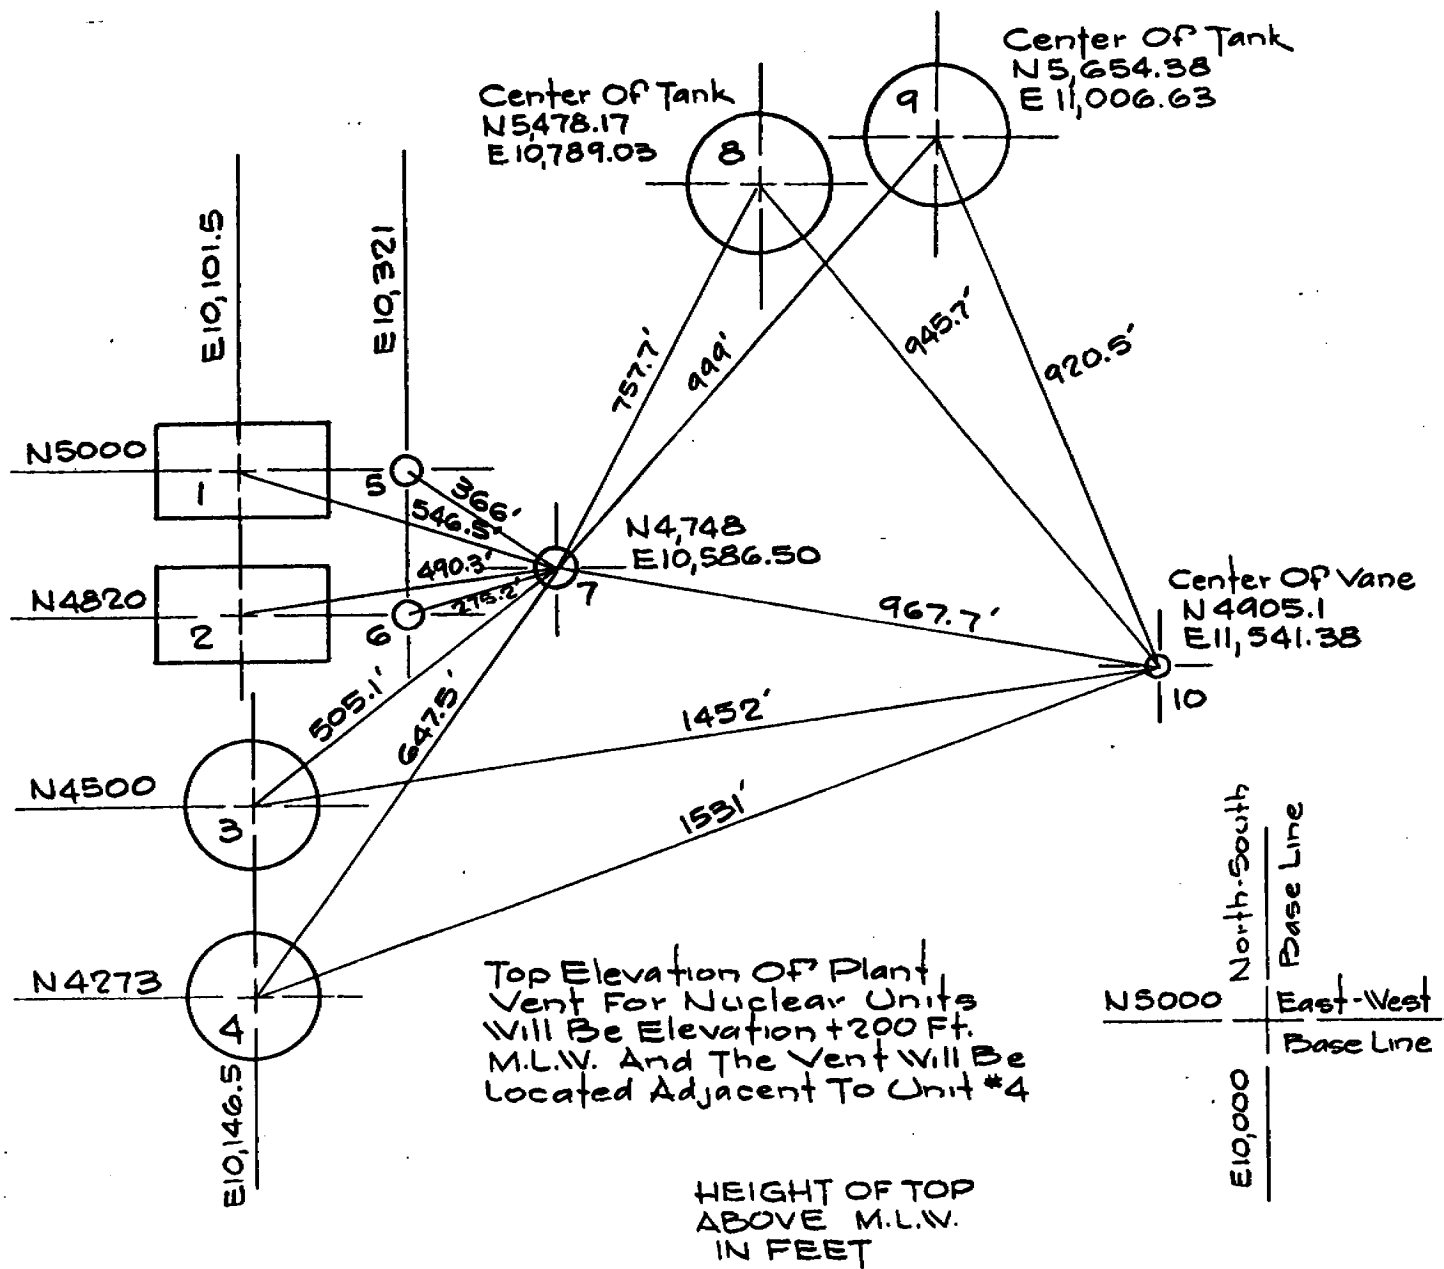 Center Of Tank
N5,654.38
E11,006.63
Center Of Tank
N5,478.17
E10,789.03
9
8
E10,101.5
E10,321
757.7'
999'
945.7'
920.5'
N5000
1
5
366'
546.5'
N4,748
E10,586.50
490.3'
275.2'
7
N4820
2
6
967.7'
Center Of Vane
N4905.1
E11,541.38
10
505.1'
647.5'
1452'
N4500
3
1531'
N4273
4
E10,146.5
Top Elevation Of Plant
Vent For Nuclear Units
Will Be Elevation +200 Ft.
M.L.W. And The Vent Will Be
Located Adjacent To Unit #4
North-South
Base Line
N5000
East-West
Base Line
E10,000
HEIGHT OF TOP
ABOVE M.L.W.
IN FEET